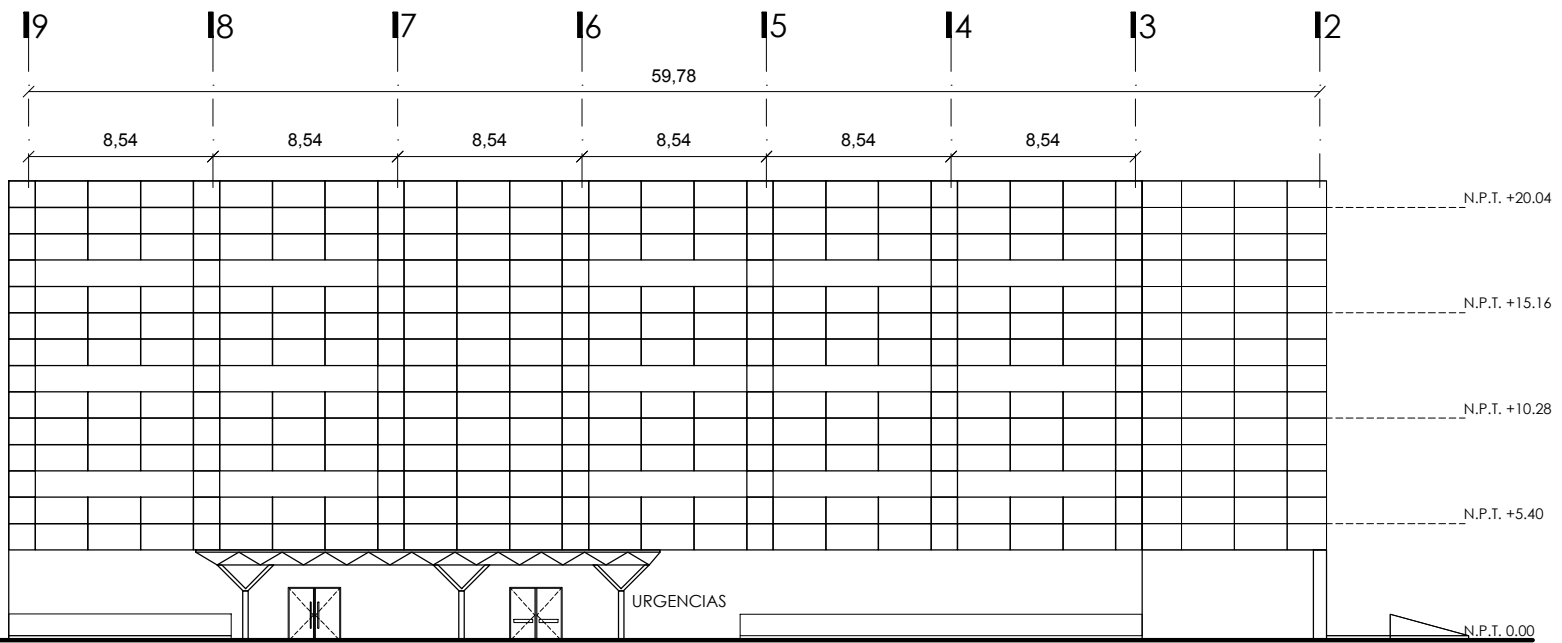 9 8 7 6 5 4 3 2
59,78
8,54 8,54 8,54 8,54 8,54 8,54
N.P.T. +20.04
N.P.T. +15.16
N.P.T. +10.28
N.P.T. +5.40
URGENCIAS
N.P.T. 0.00